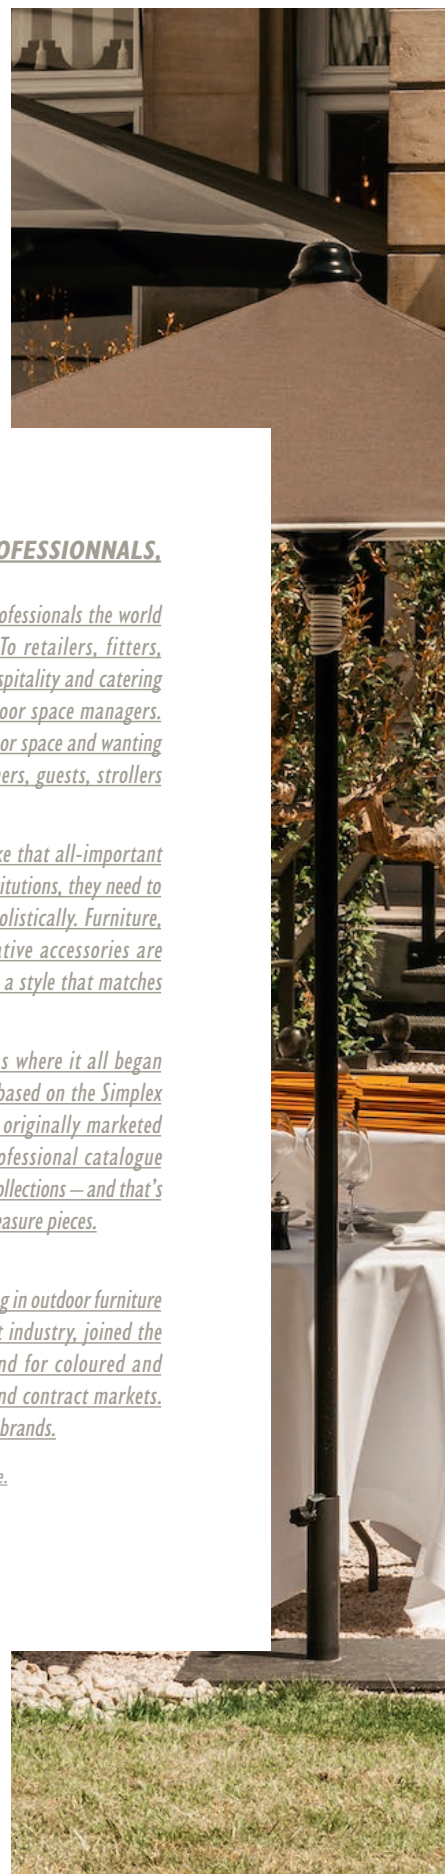 OFESSIONNALS,
ofessionals the world
To retailers, fitters,
spitality and catering
oor space managers.
or space and wanting
ers, guests, strollers
ke that all-important
itutions, they need to
olistically. Furniture,
ative accessories are
a style that matches
s where it all began
based on the Simplex
originally marketed
ofessional catalogue
ollections – and that's
easure pieces.
g in outdoor furniture
t industry, joined the
nd for coloured and
nd contract markets.
brands.
e.